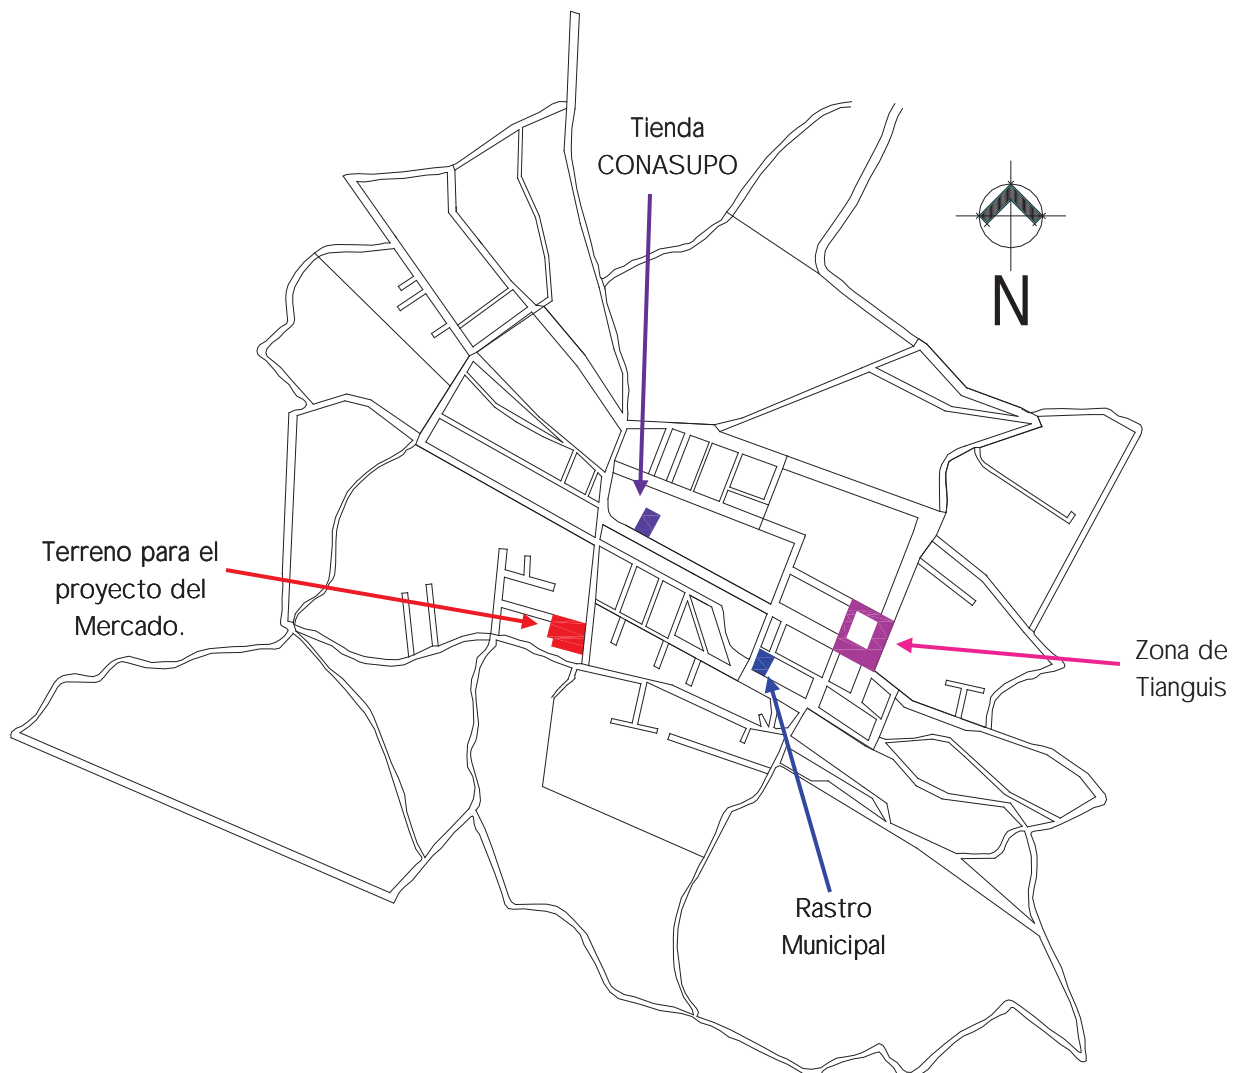 Tienda
CONASUPO
N
Terreno para el
proyecto del
Mercado.
Zona de
Tianguis
Rastro
Municipal